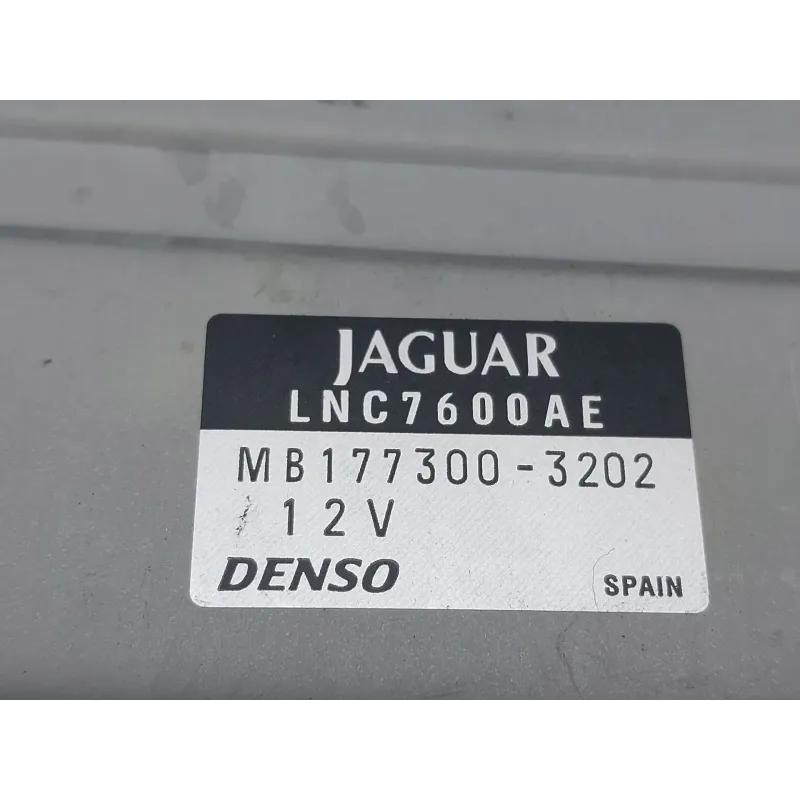 JAGUAR
LNC7600AE
MB177300-3202
12V
DENSO SPAIN